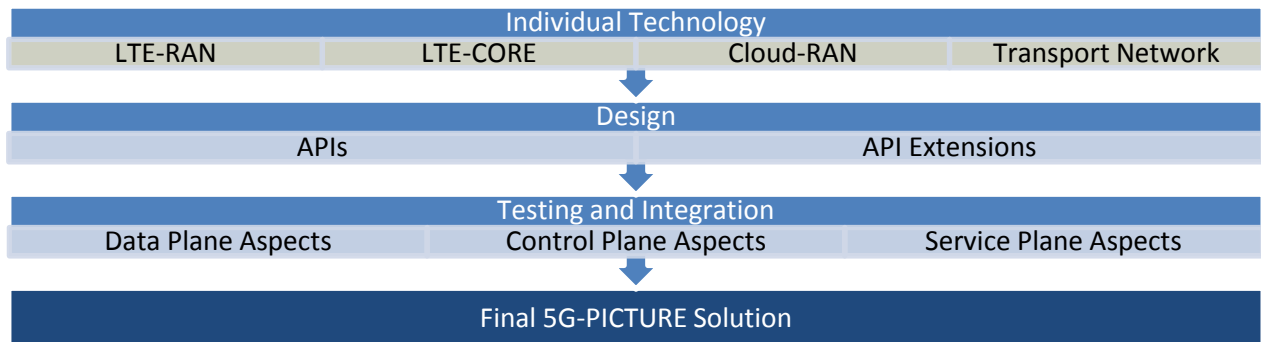 Individual Technology
LTE-RAN LTE-CORE Cloud-RAN Transport Network
Design
APIs API Extensions
Testing and Integration
Data Plane Aspects Control Plane Aspects Service Plane Aspects
Final 5G-PICTURE Solution